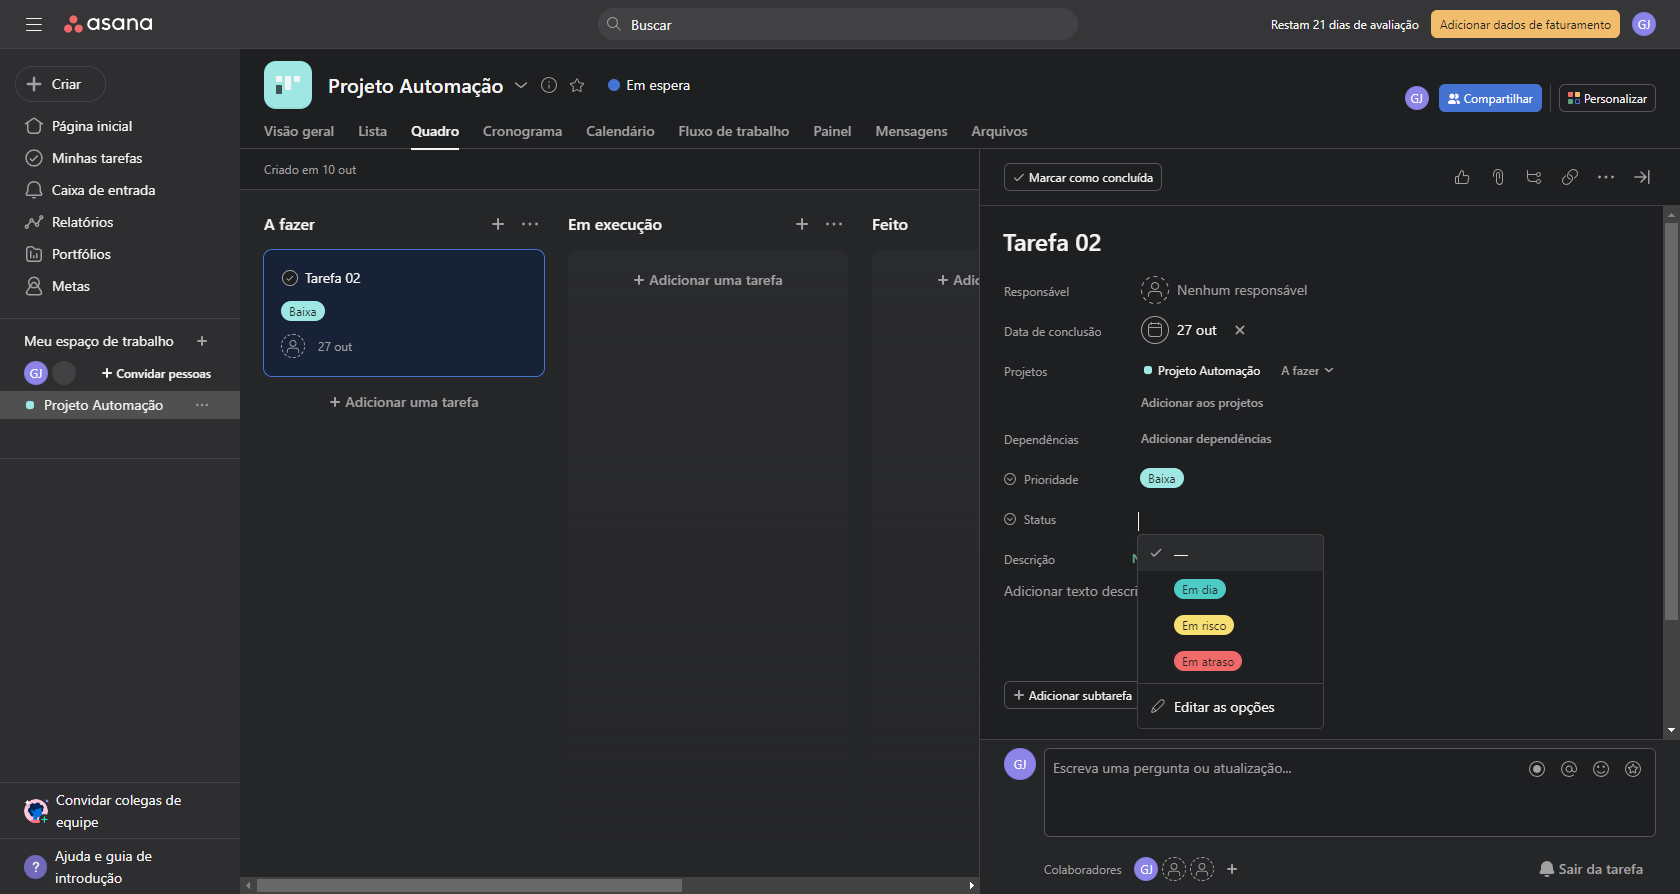 asana
Buscar
Restam 21 dias de avaliação
Adicionar dados de faturamento
GJ
Criar
Página inicial
Minhas tarefas
Caixa de entrada
Relatórios
Portfólios
Metas
Meu espaço de trabalho
GJ
Convidar pessoas
Projeto Automação
Convidar colegas de
equipe
?
Ajuda e guia de
introdução
Projeto Automação
Em espera
GJ
Compartilhar
Personalizar
Visão geral
Lista
Quadro
Cronograma
Calendário
Fluxo de trabalho
Painel
Mensagens
Arquivos
Criado em 10 out
A fazer
Tarefa 02
Baixa
27 out
+ Adicionar uma tarefa
Em execução
+ Adicionar uma tarefa
Feito
+ Adic
Marcar como concluída
Tarefa 02
Responsável
Nenhum responsável
Data de conclusão
27 out
Projetos
Projeto Automação
A fazer
Adicionar aos projetos
Dependências
Adicionar dependências
Prioridade
Baixa
Status
—
Em dia
Em risco
Em atraso
Editar as opções
Descrição
Adicionar texto descri
+ Adicionar subtarefa
GJ
Escreva uma pergunta ou atualização...
Colaboradores
GJ
Sair da tarefa